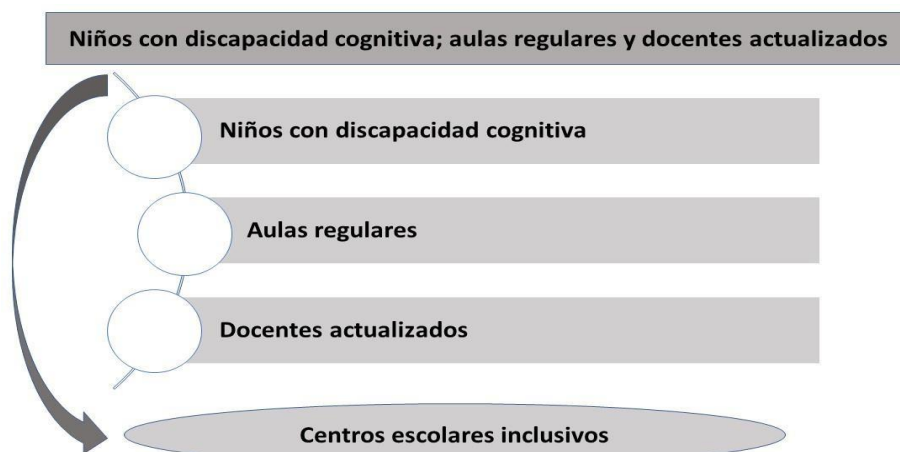 Niños con discapacidad cognitiva; aulas regulares y docentes actualizados
Niños con discapacidad cognitiva
Aulas regulares
Docentes actualizados
Centros escolares inclusivos